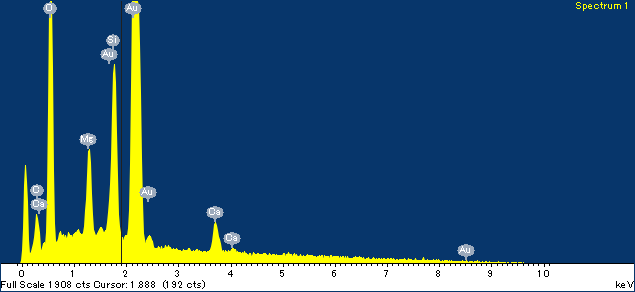 Spectrum 1
O Au
Si
Au
Mg
C
Ca
Au
Ca
Ca
Au
0 1 2 3 4 5 6 7 8 9 10
Full Scale 1908 cts Cursor: 1.888 (192 cts) keV